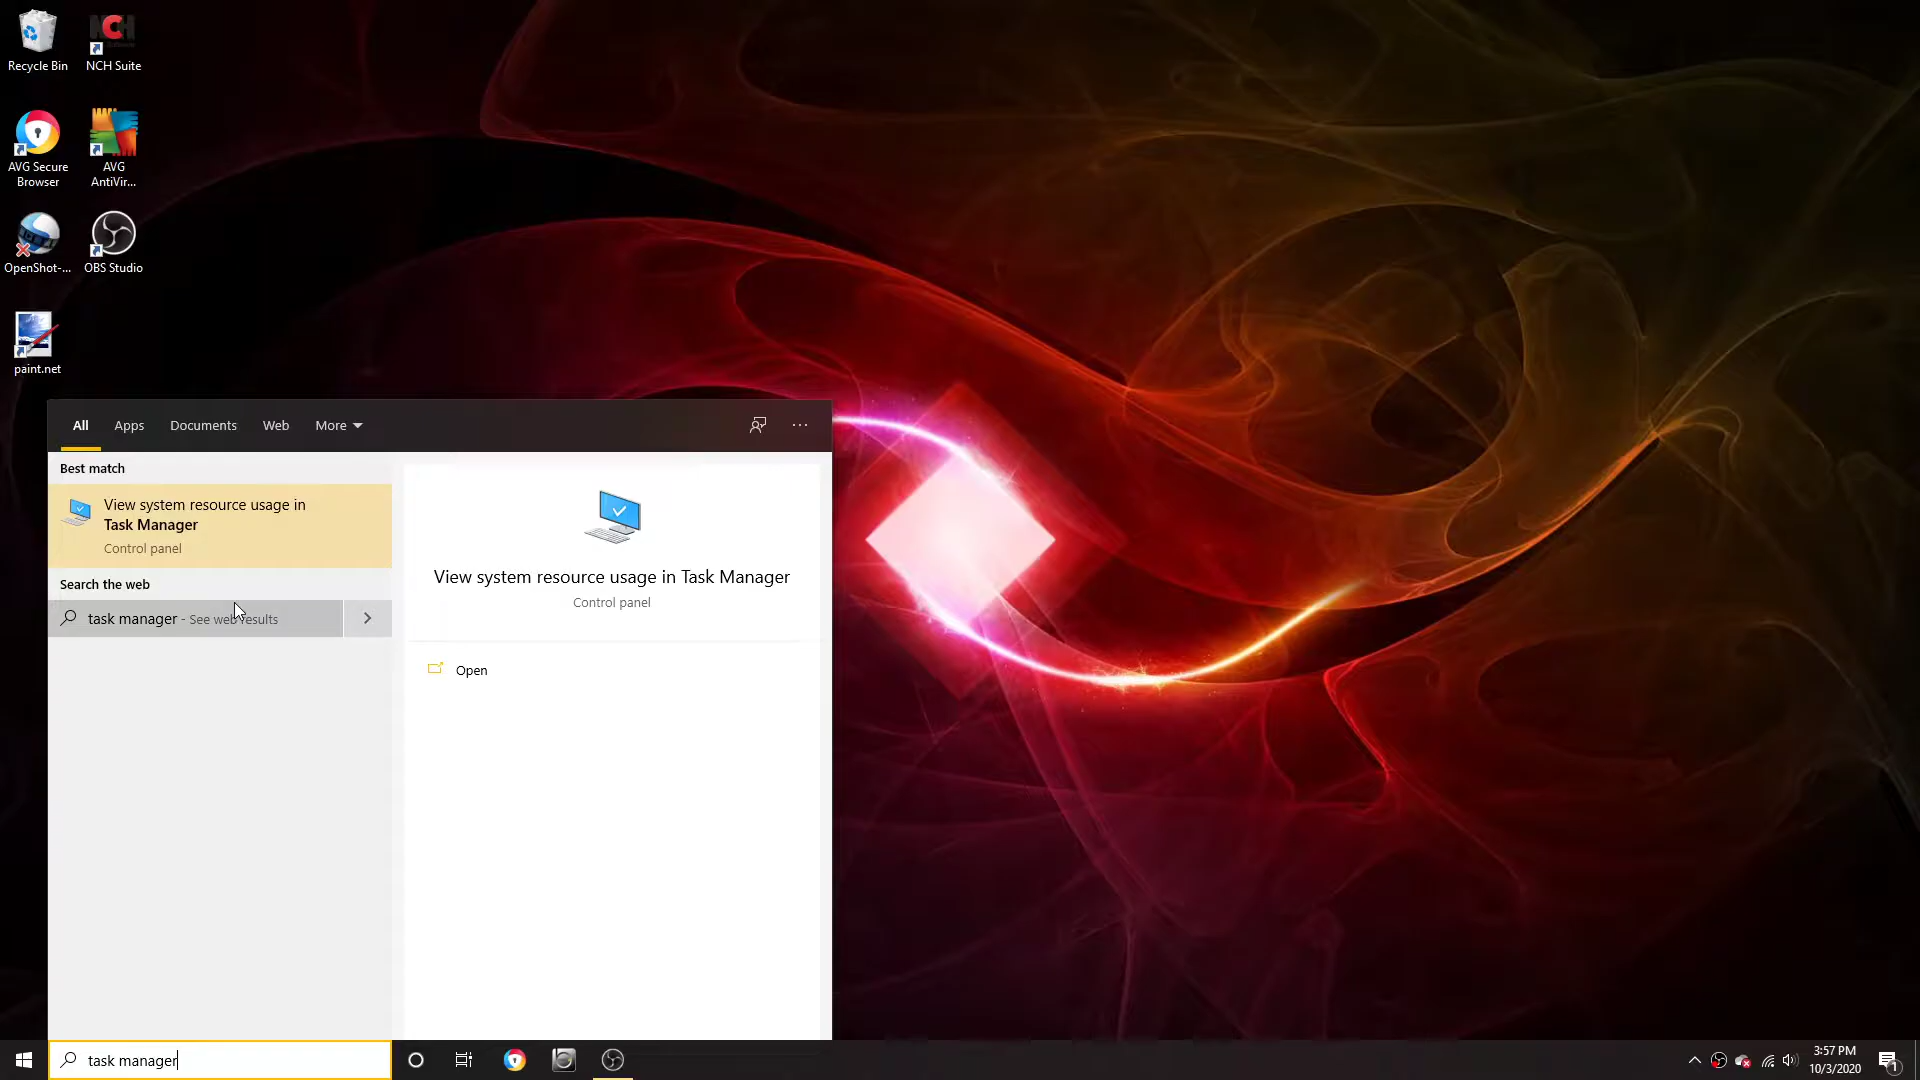 Recycle Bin
NCH Suite
NCH
AVG Secure
Browser
AVG
AntiVir...
OpenShot-...
OBS Studio
paint.net
All
Apps
Documents
Web
More
Best match
View system resource usage in
Task Manager
Control panel
Search the web
task manager - See web results
View system resource usage in Task Manager
Control panel
Open
task manager
3:57 PM
10/3/2020
1